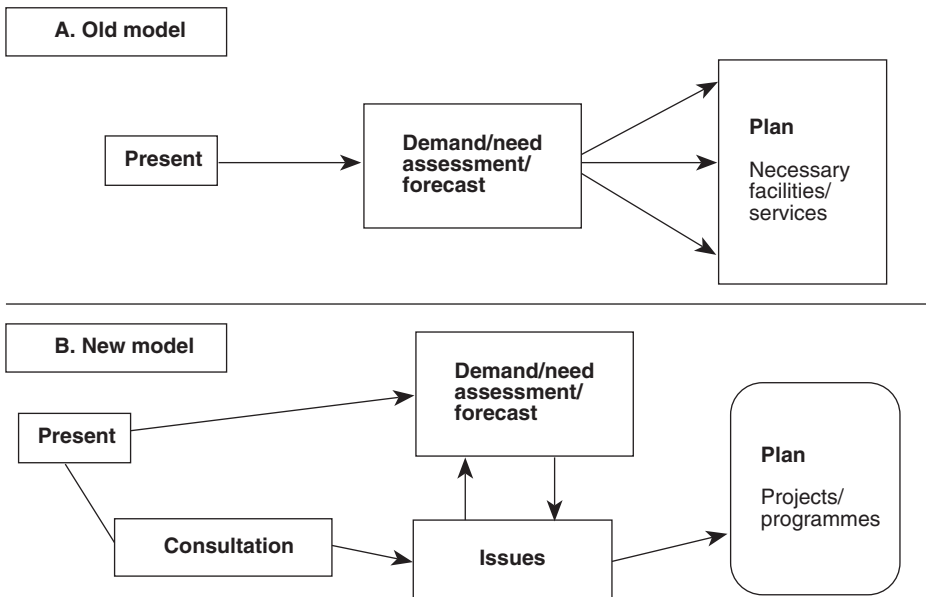 A. Old model
Present
Demand/need
assessment/
forecast
Plan
Necessary
facilities/
services
B. New model
Present
Demand/need
assessment/
forecast
Consultation
Issues
Plan
Projects/
programmes